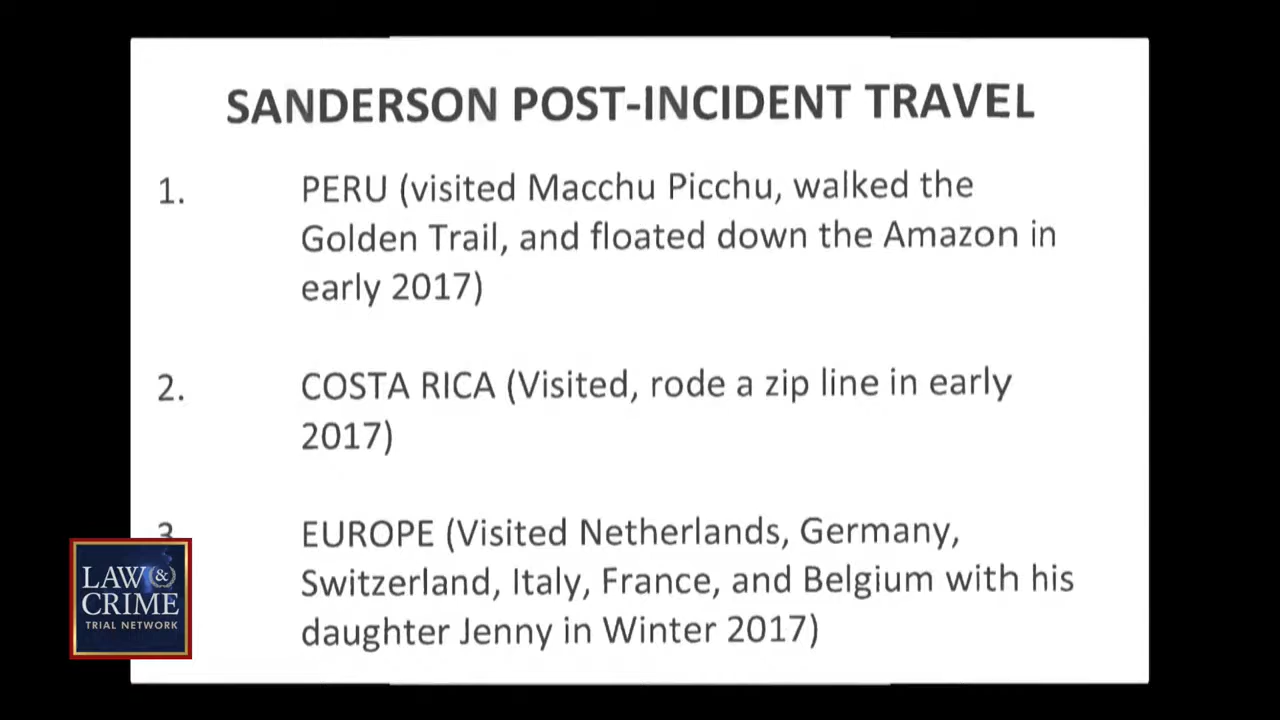 SANDERSON POST-INCIDENT TRAVEL
1. PERU (visited Macchu Picchu, walked the
Golden Trail, and floated down the Amazon in
early 2017)
2. COSTA RICA (Visited, rode a zip line in early
2017)
3. EUROPE (Visited Netherlands, Germany,
Switzerland, Italy, France, and Belgium with his
daughter Jenny in Winter 2017)
LAW &
CRIME
TRIAL NETWORK